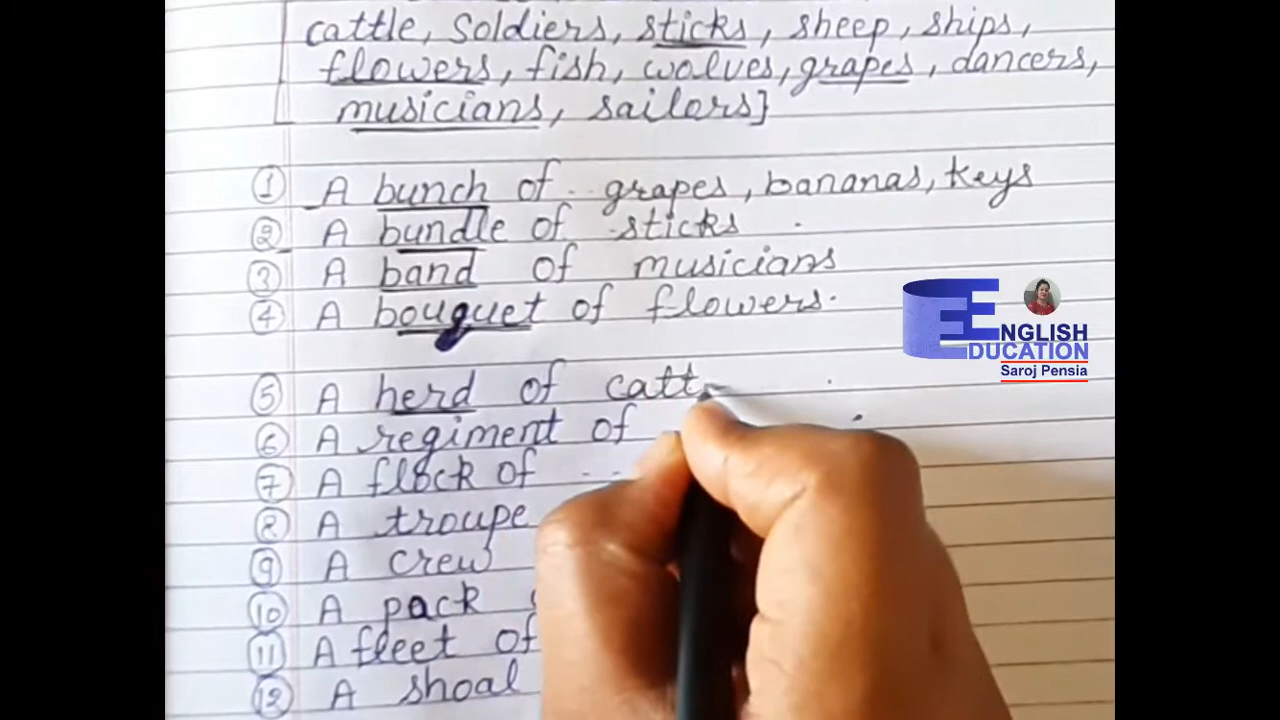 cattle, soldiers, sticks, sheep, ships,
flowers, fish, wolves, grapes, dancers,
musicians, sailors}
① A bunch of .. grapes, bananas, keys
② A bundle of sticks
③ A band of musicians
④ A bouquet of flowers.
⑤ A herd of catt
⑥ A regiment of
⑦ A flock of ...
⑧ A troupe
⑨ A crew
⑩ A pack
⑪ A fleet of
⑫ A shoal
ENGLISH
EDUCATION
Saroj Pensia